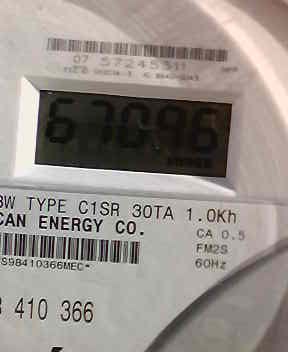 07 57245311
67096
3W TYPE C1SR 30TA 1.0Kh
CAN ENERGY CO. CA 0.5
FM2S
S98410366MEC* 60Hz
3 410 366